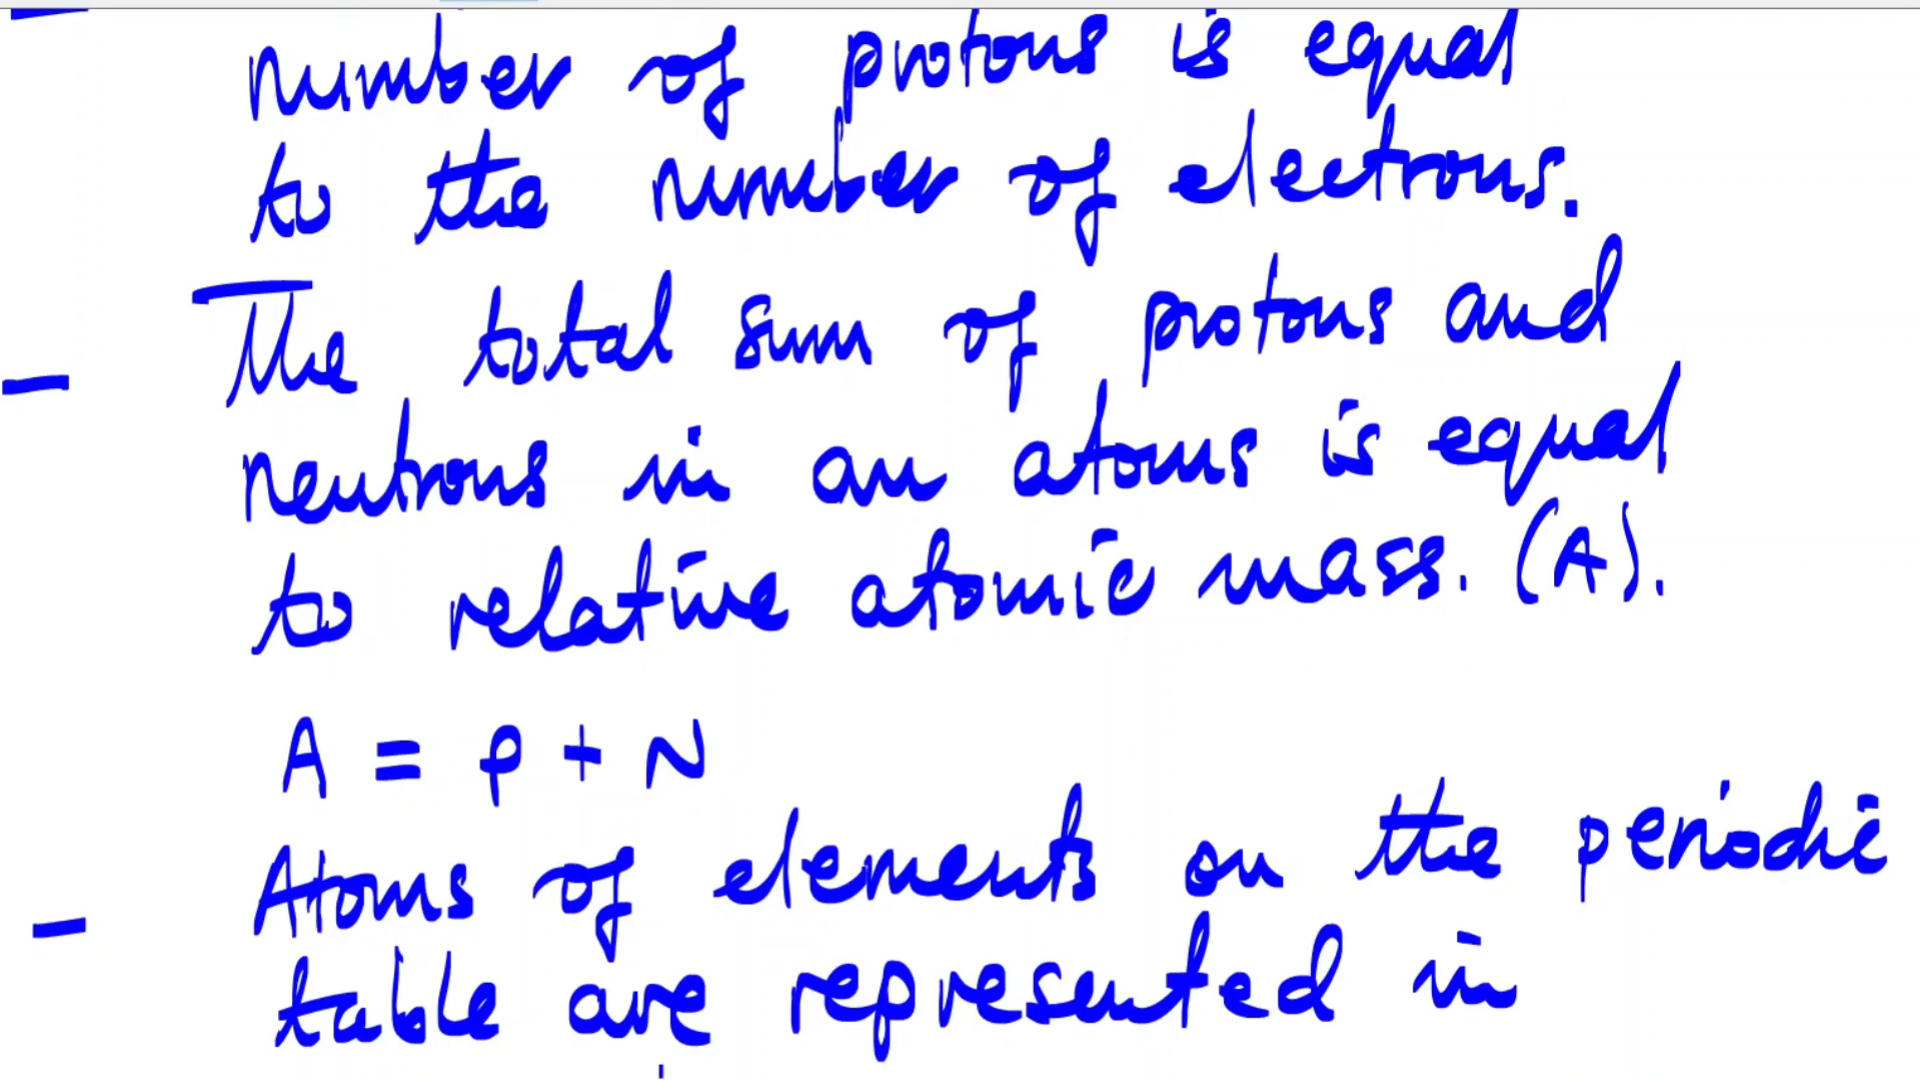 number of protons is equal
to the number of electrons.
- The total sum of protons and
neutrons in an atoms is equal
to relative atomic mass. (A).
A = P + N
- Atoms of elements on the periodic
table are represented in